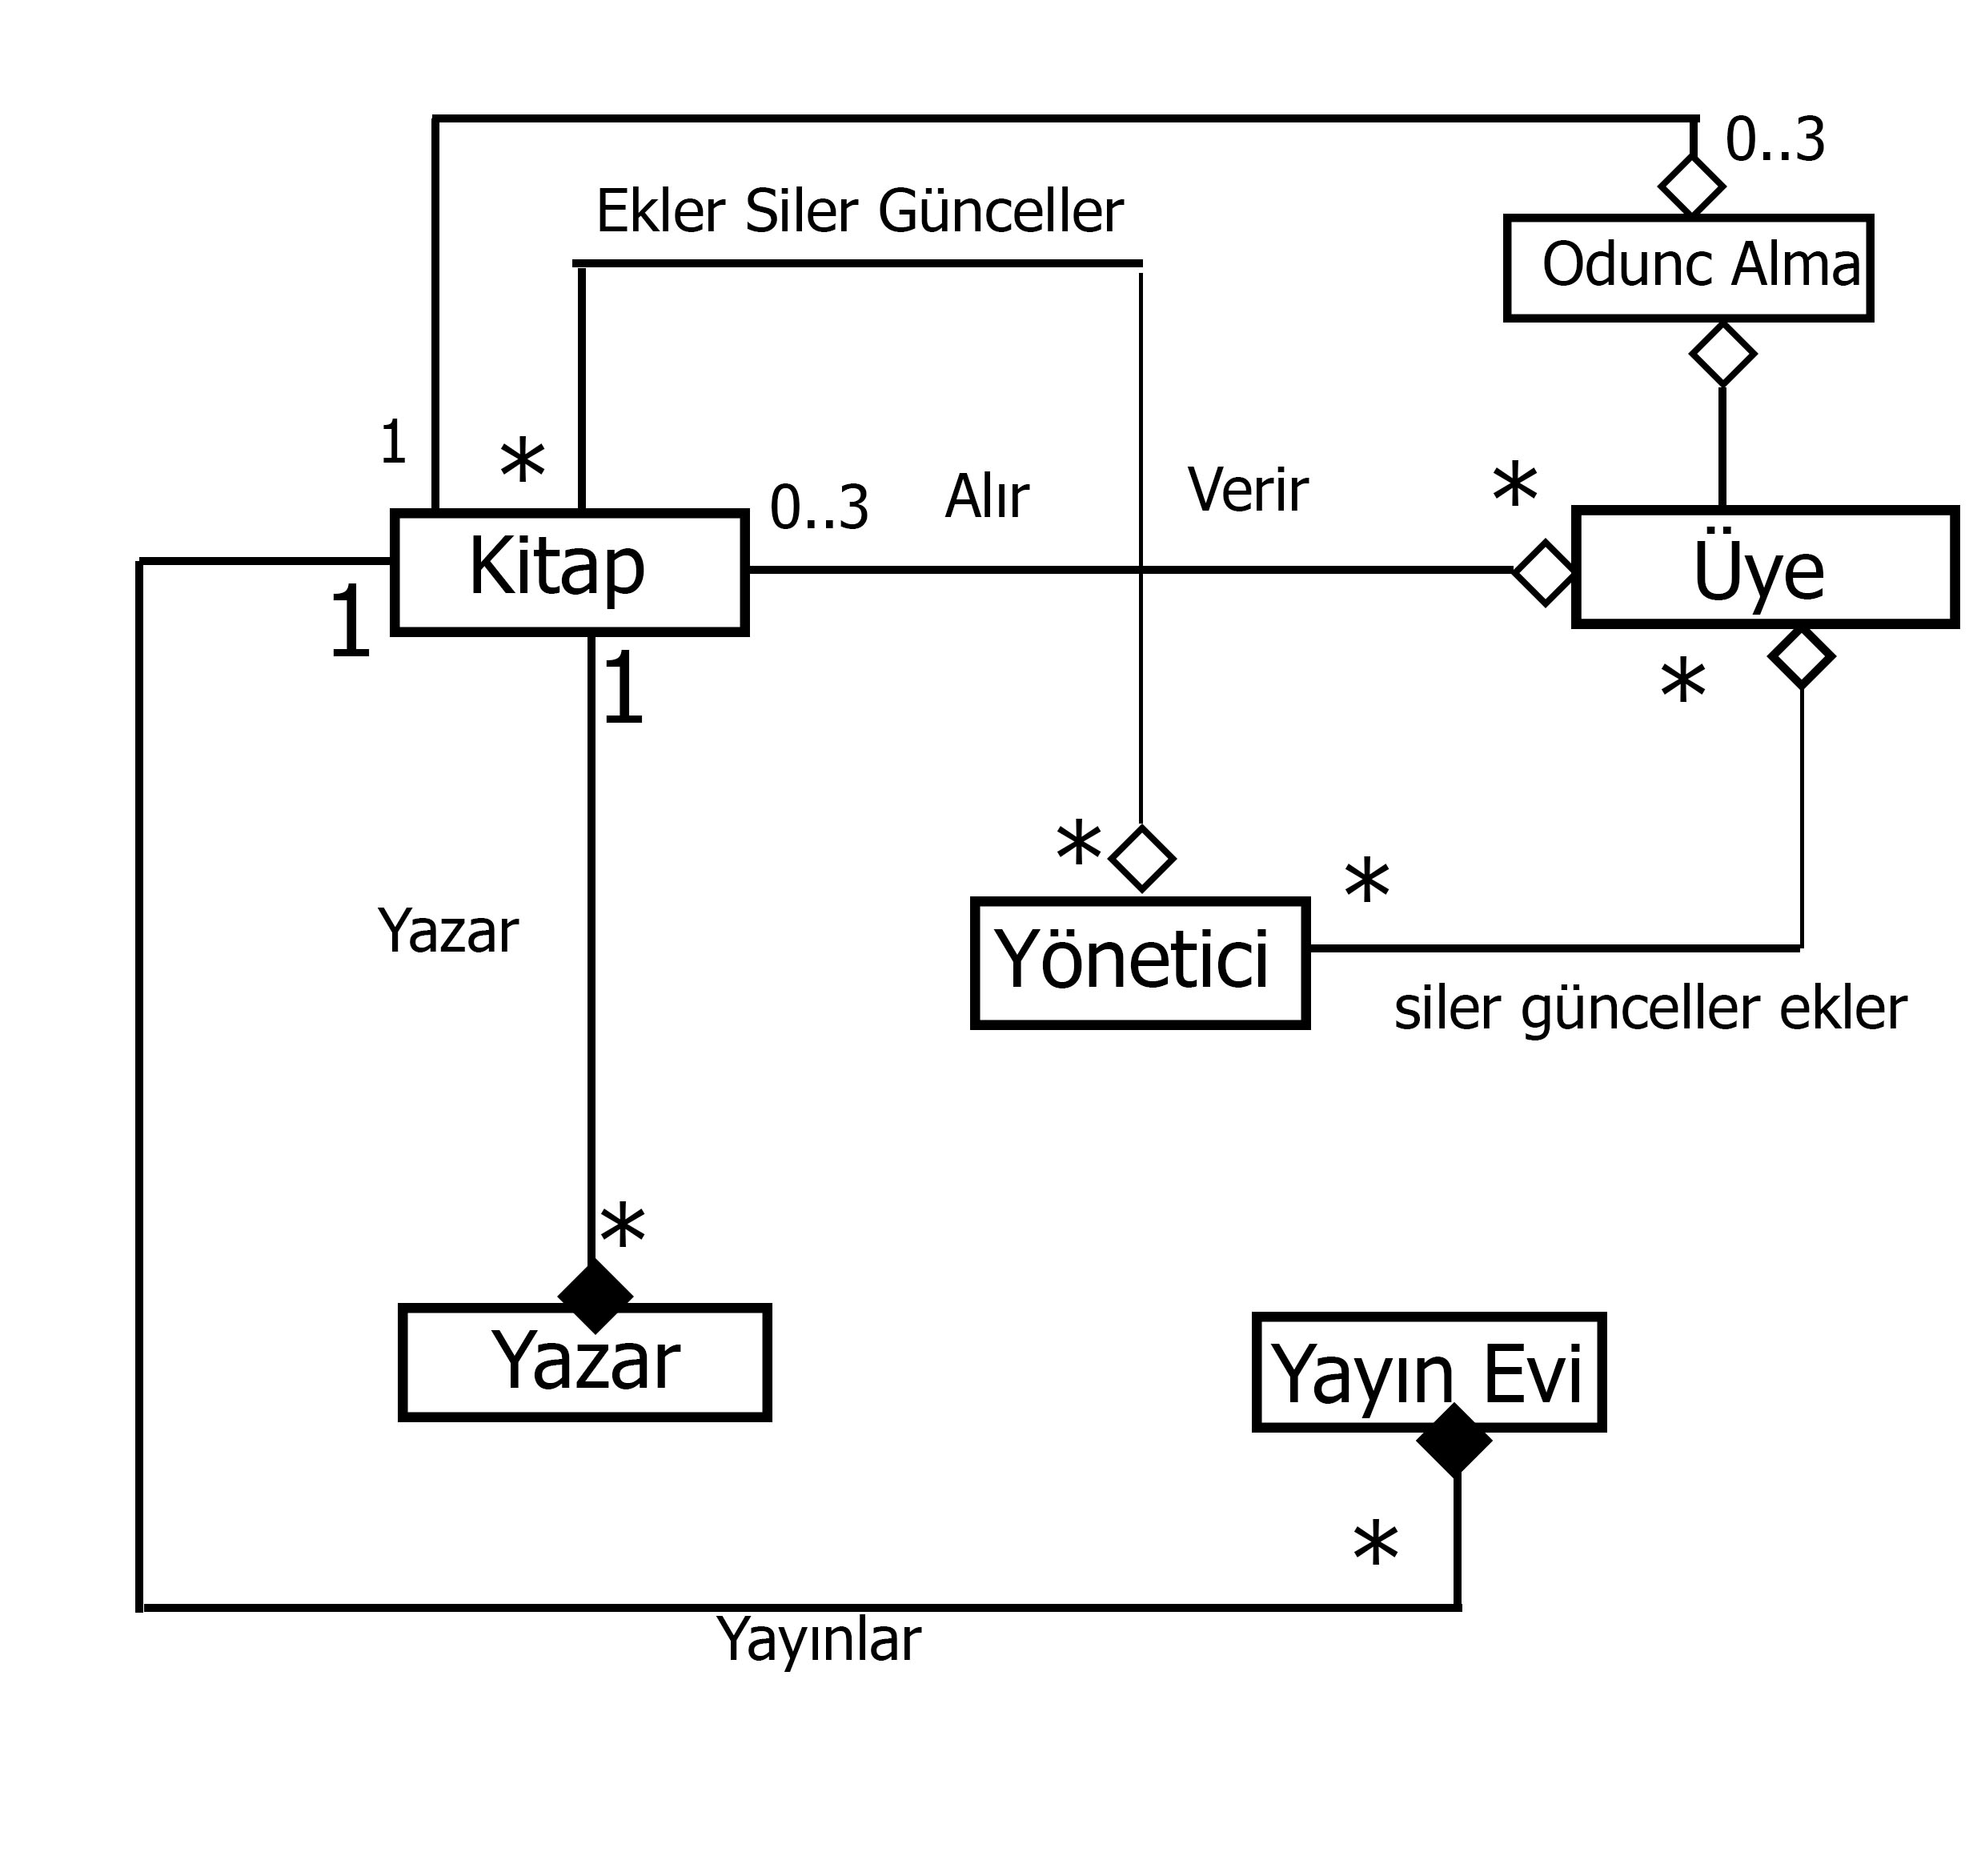 0..3
Ekler Siler Günceller
Odunc Alma
1
*
0..3
Alır
Verir
*
Kitap
Üye
1
1
*
*
*
Yazar
Yönetici
siler günceller ekler
*
Yazar
Yayın Evi
*
Yayınlar